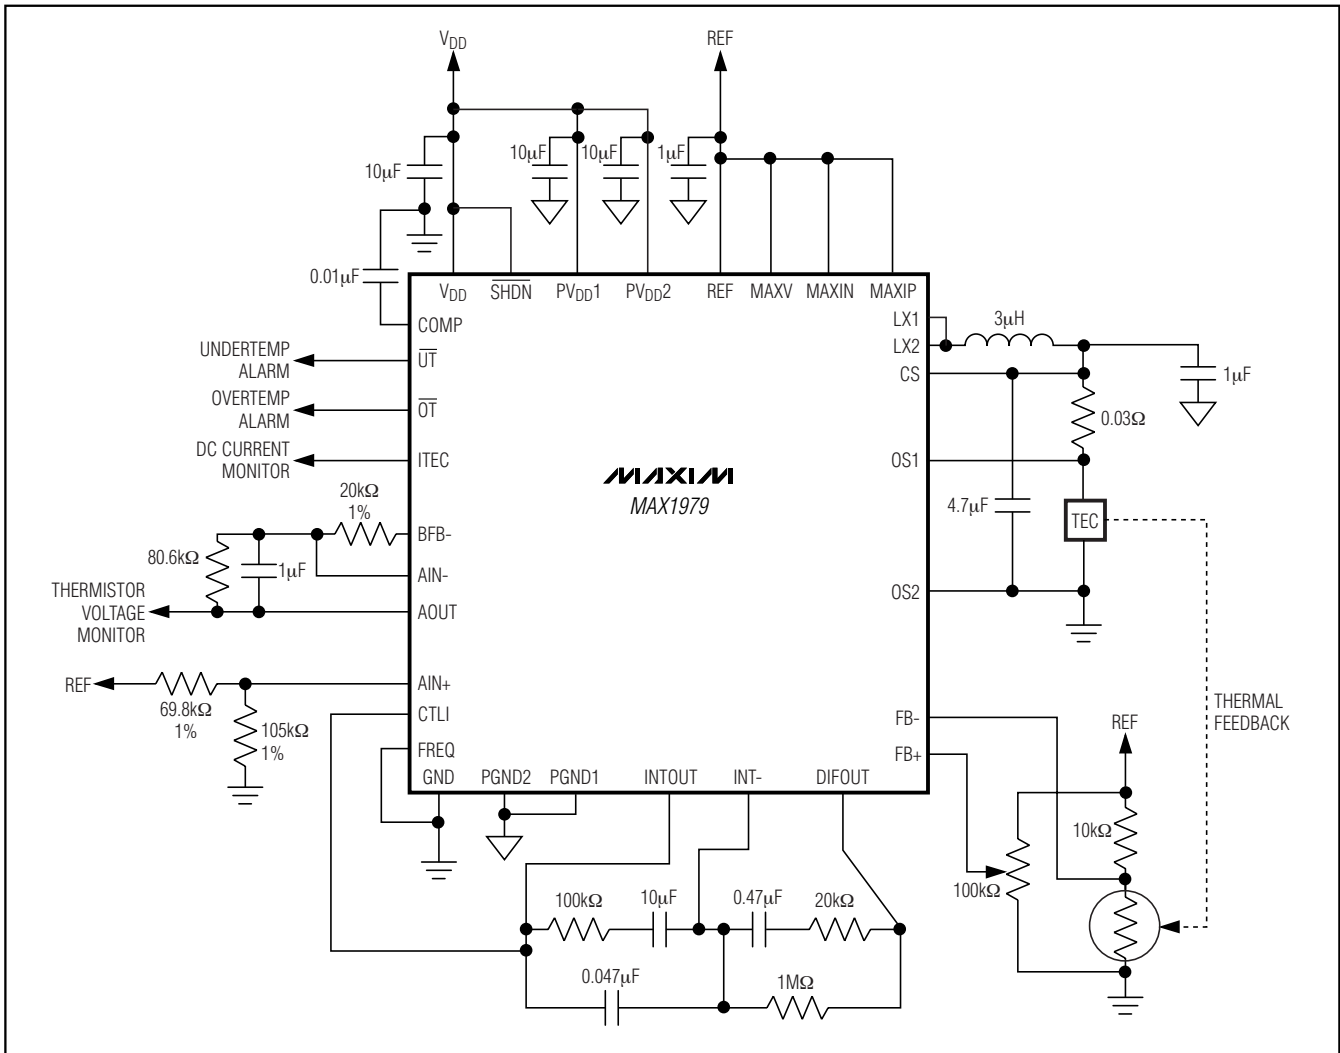 VDD
REF
10μF
10μF
10μF
1μF
0.01μF
VDD
SHDN
PVDD1
PVDD2
REF
MAXV
MAXIN
MAXIP
COMP
LX1
LX2
3μH
UNDERTEMP
ALARM
UT
CS
1μF
OVERTEMP
ALARM
OT
0.03Ω
DC CURRENT
MONITOR
ITEC
OS1
MAXIM
MAX1979
20kΩ
1%
BFB-
4.7μF
TEC
80.6kΩ
1μF
AIN-
THERMISTOR
VOLTAGE
MONITOR
AOUT
OS2
REF
69.8kΩ
1%
AIN+
105kΩ
1%
CTLI
FREQ
FB-
FB+
REF
THERMAL
FEEDBACK
GND
PGND2
PGND1
INTOUT
INT-
DIFOUT
10kΩ
100kΩ
100kΩ
10μF
0.47μF
20kΩ
0.047μF
1MΩ